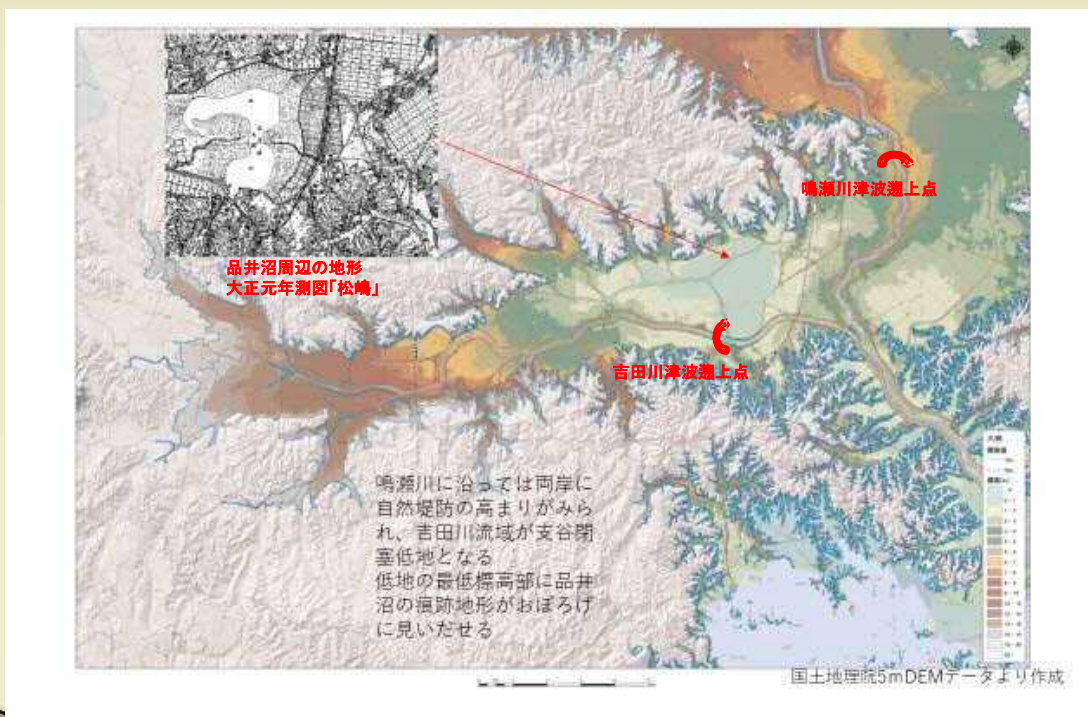 品井沼周辺の地形
大正元年測図「松嶋」
鳴瀬川津波遡上点
吉田川津波遡上点
鳴瀬川に沿っては両岸に
自然堤防の高まりがみら
れ、吉田川流域が支谷閉
塞低地となる
低地の最低標高部に品井
沼の痕跡地形がおぼろげ
に見いだせる
国土地理院5mDEMデータより作成